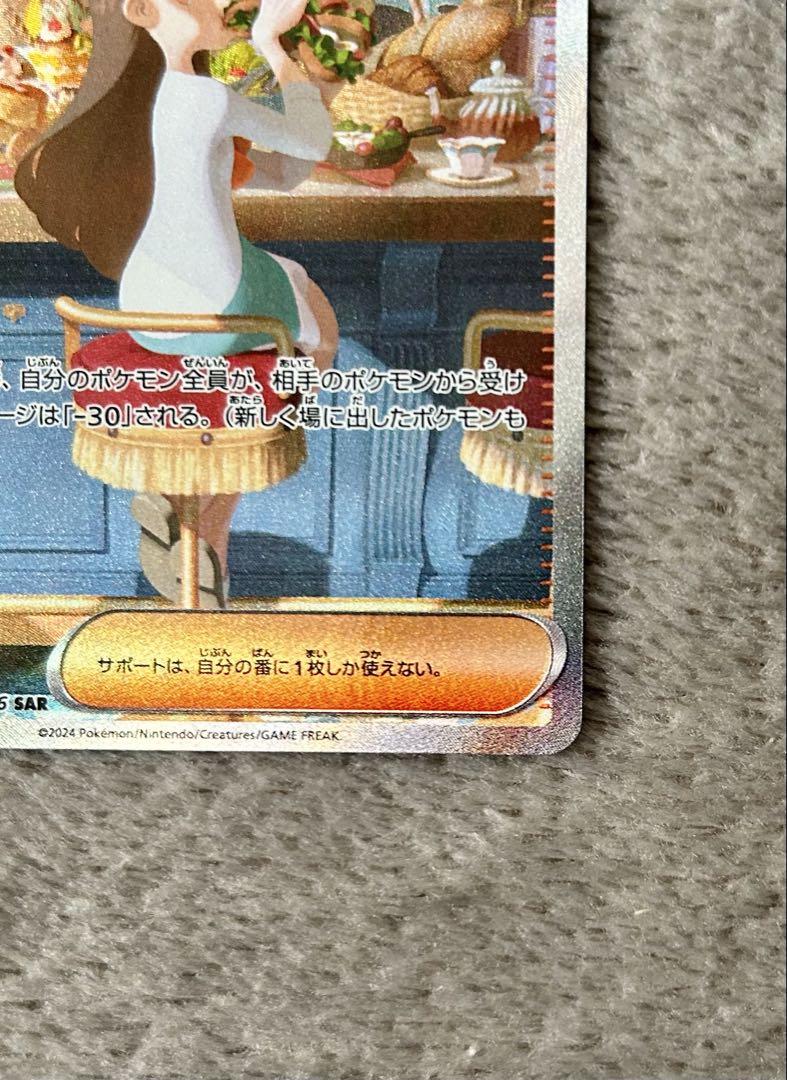 、自分のポケモン全員が、相手のポケモンから受け
ージは「-30」される。（新しく場に出したポケモンも
サポートは、自分の番に1枚しか使えない。
6 SAR
©2024 Pokémon/Nintendo/Creatures/GAME FREAK.